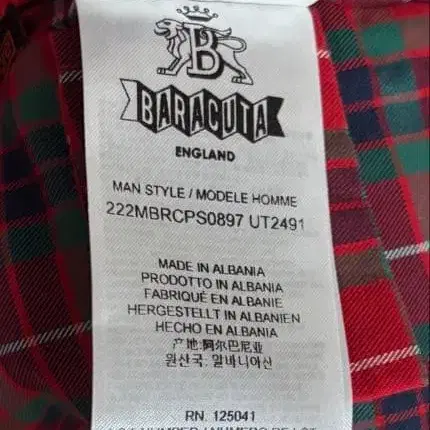 B
BARACUTA
ENGLAND
MAN STYLE / MODELE HOMME
222MBRCPS0897 UT2491
MADE IN ALBANIA
PRODOTTO IN ALBANIA
FABRIQUÉ EN ALBANIE
HERGESTELLT IN ALBANIEN
HECHO EN ALBANIA
产地:阿尔巴尼亚
원산국: 알바니아산
RN. 125041